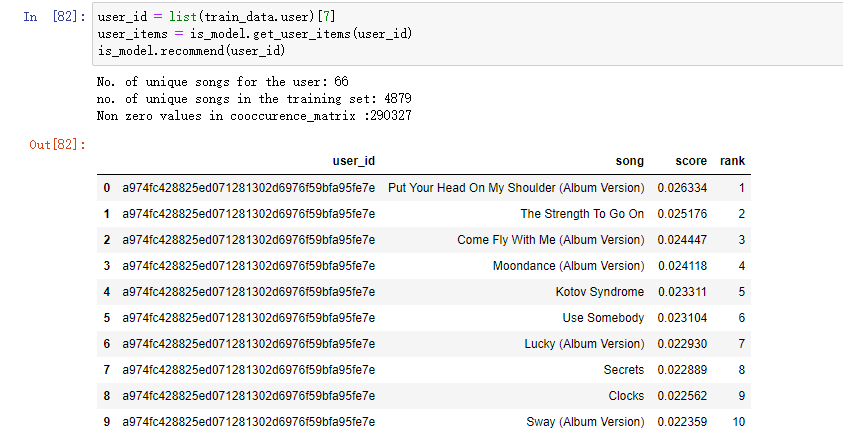 In [82]: user_id = list(train_data.user)[7]
user_items = is_model.get_user_items(user_id)
is_model.recommend(user_id)
No. of unique songs for the user: 66
no. of unique songs in the training set: 4879
Non zero values in cooccurence_matrix :290327
Out[82]:
user_id song score rank
0 a974fc428825ed071281302d6976f59bfa95fe7e Put Your Head On My Shoulder (Album Version) 0.026334 1
1 a974fc428825ed071281302d6976f59bfa95fe7e The Strength To Go On 0.025176 2
2 a974fc428825ed071281302d6976f59bfa95fe7e Come Fly With Me (Album Version) 0.024447 3
3 a974fc428825ed071281302d6976f59bfa95fe7e Moondance (Album Version) 0.024118 4
4 a974fc428825ed071281302d6976f59bfa95fe7e Kotov Syndrome 0.023311 5
5 a974fc428825ed071281302d6976f59bfa95fe7e Use Somebody 0.023104 6
6 a974fc428825ed071281302d6976f59bfa95fe7e Lucky (Album Version) 0.022930 7
7 a974fc428825ed071281302d6976f59bfa95fe7e Secrets 0.022889 8
8 a974fc428825ed071281302d6976f59bfa95fe7e Clocks 0.022562 9
9 a974fc428825ed071281302d6976f59bfa95fe7e Sway (Album Version) 0.022359 10